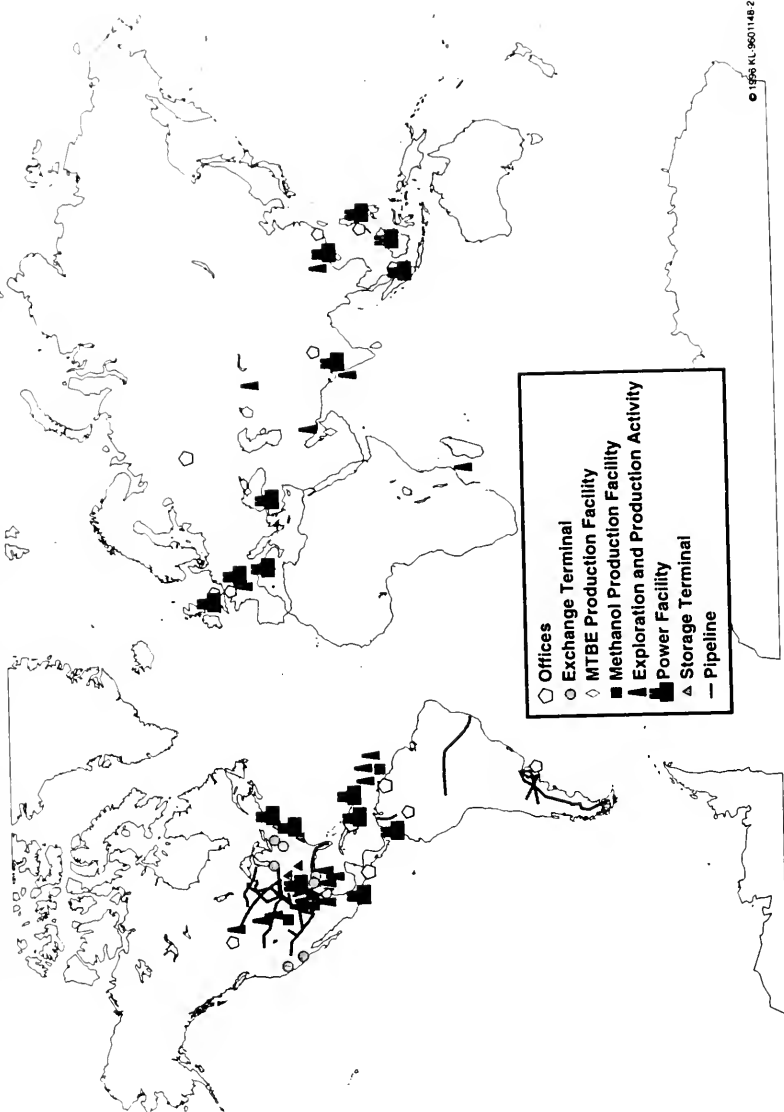 Offices
Exchange Terminal
MTBE Production Facility
Methanol Production Facility
Exploration and Production Activity
Power Facility
Storage Terminal
Pipeline
© 1996 KL-9601148-2